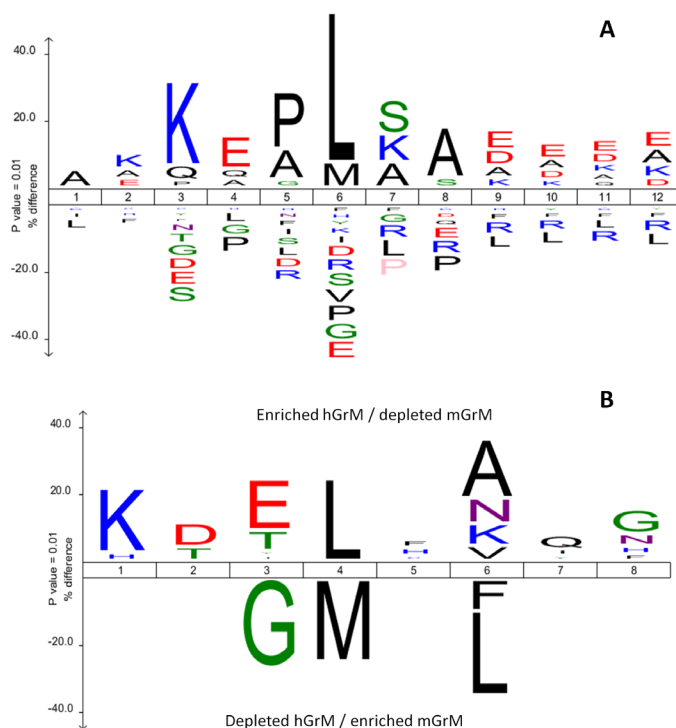 A
40.0
20.0
P value = 0.01
% difference
-20.0
-40.0
A
K A E
K Q P
E Q A
P A G
L M
S K A
A S
E D A K
E A D K
E D K A Q
E A K D
1 2 3 4 5 6 7 8 9 10 11 12
I L
N T G D E S
L G P
N I S L D R
I D R S V P G E
G R L P
Q E R P
F R L
R L
L R
R L
B
Enriched hGrM / depleted mGrM
40.0
20.0
P value = 0.01
% difference
-20.0
-40.0
K H
D T
E T
L
F H
A N K V
Q
G N H F
1 2 3 4 5 6 7 8
G
M
F L
Depleted hGrM / enriched mGrM